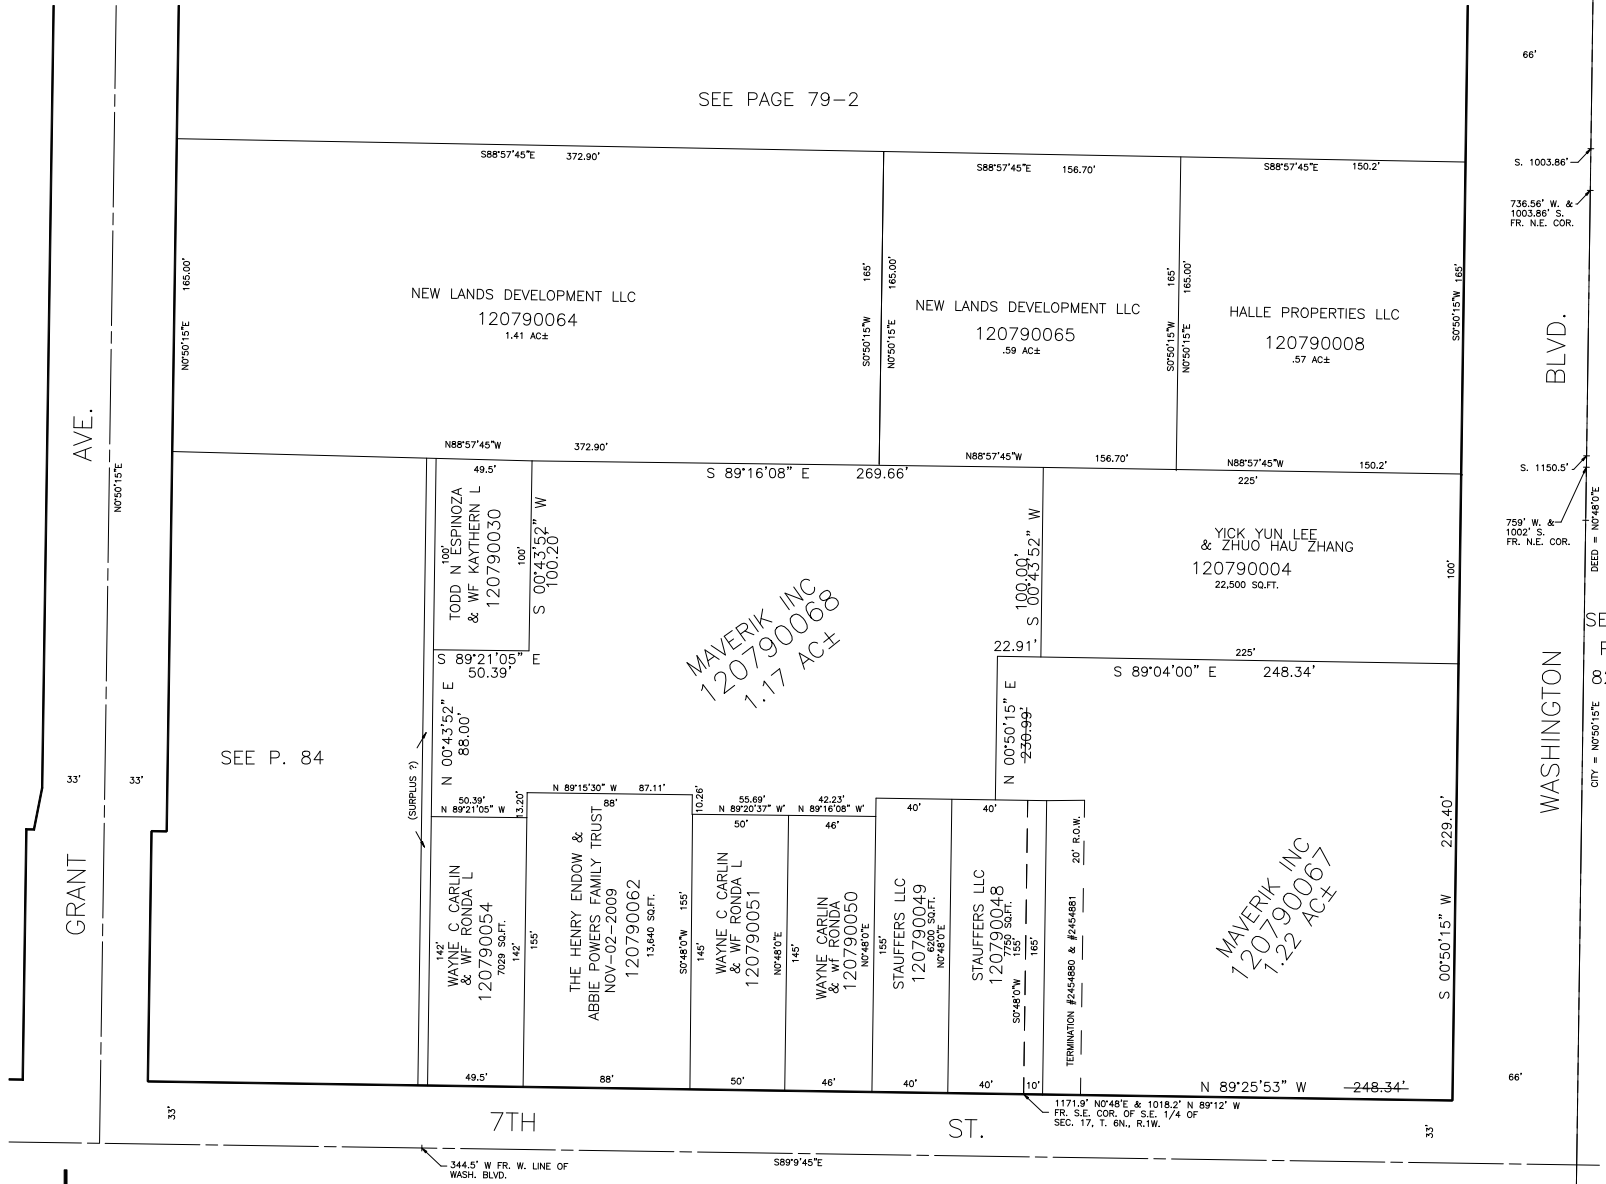 66'
SEE PAGE 79-2
S88°57'45"E 372.90'
S88°57'45"E 156.70'
S88°57'45"E 150.2'
S. 1003.86'
736.56' W. &
1003.86' S.
FR. N.E. COR.
165.00'
N0°50'15"E
NEW LANDS DEVELOPMENT LLC
120790064
1.41 AC±
165'
S0°50'15"W
165.00'
N0°50'15"E
NEW LANDS DEVELOPMENT LLC
120790065
.59 AC±
165'
S0°50'15"W
165.00'
N0°50'15"E
HALLE PROPERTIES LLC
120790008
.57 AC±
S0°50'15"W 165'
N88°57'45"W 372.90'
N88°57'45"W 156.70'
N88°57'45"W 150.2'
S. 1150.5'
759' W. &
1002' S.
FR. N.E. COR.
GRANT AVE.
N0°50'15"E
33'
33'
SEE P. 84
(SURPLUS ?)
49.5'
100'
TODD N ESPINOZA
& WF KAYTHERN L
120790030
100'
S 00°43'52" W
100.20'
S 89°21'05" E
50.39'
N 00°43'52" E
88.00'
S 89°16'08" E 269.66'
MAVERIK INC
120790068
1.17 AC±
100.00'
S 00°43'52" W
22.91'
225'
YICK YUN LEE
& ZHUO HAU ZHANG
120790004
22,500 SQ.FT.
100'
225'
S 89°04'00" E 248.34'
N 00°50'15" E
230.99'
WASHINGTON BLVD.
DEED = N0°48'0"E
CITY = N0°50'15"E
SE
P
82
50.39'
N 89°21'05" W
13.20'
N 89°15'30" W 87.11'
88'
10.26'
55.69'
N 89°20'37" W
50'
42.23'
N 89°16'08" W
46'
40'
40'
142'
WAYNE C CARLIN
& WF RONDA L
120790054
7029 SQ.FT.
142'
155'
THE HENRY ENDOW &
ABBIE POWERS FAMILY TRUST
NOV-02-2009
120790062
13,640 SQ.FT.
S0°48'0"W 155'
145'
WAYNE C CARLIN
& WF RONDA L
120790051
N0°48'0"E
145'
WAYNE CARLIN
& wf RONDA
120790050
N0°48'0"E
155'
STAUFFERS LLC
120790049
6200 SQ.FT.
N0°48'0"E
STAUFFERS LLC
120790048
7750 SQ.FT.
155'
S0°48'0"W
165'
TERMINATION #2454880 & #2454881
20' R.O.W.
MAVERIK INC
120790067
1.22 AC±
229.40'
S 00°50'15" W
49.5'
88'
50'
46'
40'
40'
10'
N 89°25'53" W 248.34'
66'
1171.9' N0°48'E & 1018.2' N 89°12' W
FR. S.E. COR. OF S.E. 1/4 OF
SEC. 17, T. 6N., R.1W.
33'
7TH ST.
33'
344.5' W FR. W. LINE OF
WASH. BLVD.
S89°9'45"E